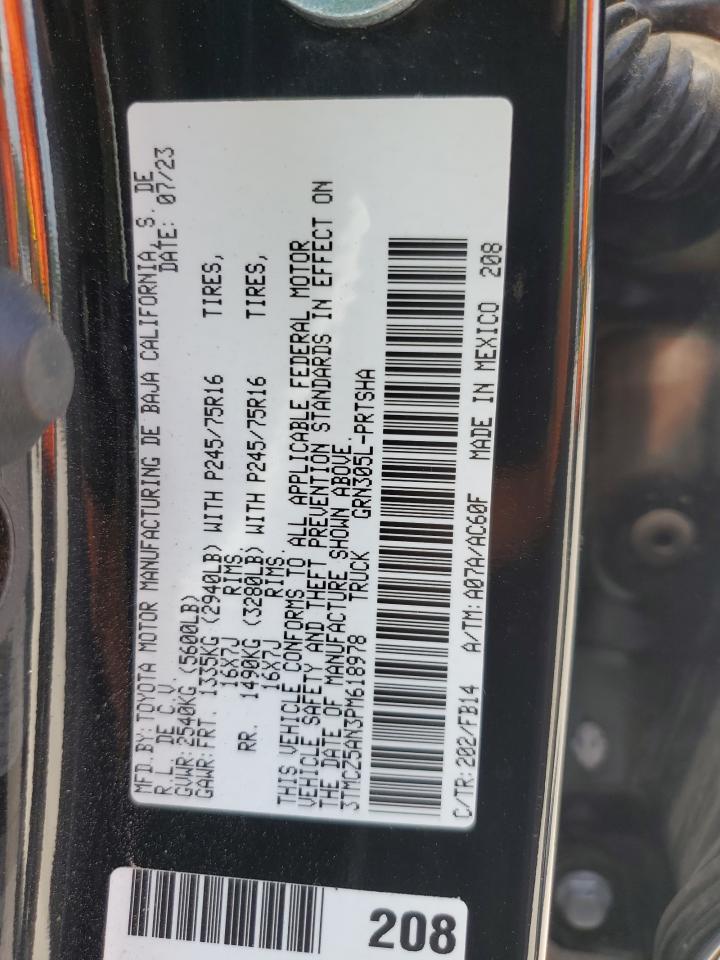 MFD.BY: TOYOTA MOTOR MANUFACTURING DE BAJA CALIFORNIA, S. DE
R.L. DE C.V. DATE: 07/23
GVWR: 2540KG (5600LB)
GAWR: FRT. 1335KG (2940LB) WITH P245/75R16 TIRES,
16X7J RIMS.
RR. 1490KG (3280LB) WITH P245/75R16 TIRES,
16X7J RIMS.
THIS VEHICLE CONFORMS TO ALL APPLICABLE FEDERAL MOTOR
VEHICLE SAFETY AND THEFT PREVENTION STANDARDS IN EFFECT ON
THE DATE OF MANUFACTURE SHOWN ABOVE.
3TMCZ5AN3PM618978 TRUCK GRN305L-PRTSHA
C/TR: 202/FB14 A/TM: A07A/AC60F MADE IN MEXICO 208
208